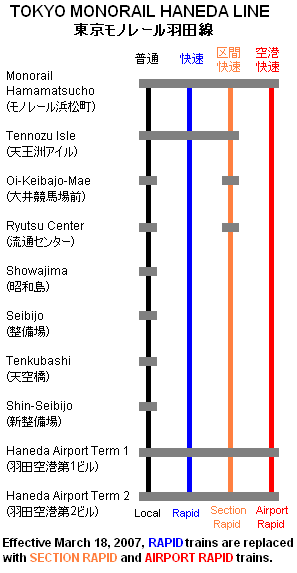 TOKYO MONORAIL HANEDA LINE
東京モノレール羽田線
普通 快速 区間快速 空港快速
Monorail
Hamamatsucho
(モノレール浜松町)
Tennozu Isle
(天王洲アイル)
Oi-Keibajo-Mae
(大井競馬場前)
Ryutsu Center
(流通センター)
Showajima
(昭和島)
Seibijo
(整備場)
Tenkubashi
(天空橋)
Shin-Seibijo
(新整備場)
Haneda Airport Term 1
(羽田空港第1ビル)
Haneda Airport Term 2
(羽田空港第2ビル)
Local Rapid Section Rapid Airport Rapid
Effective March 18, 2007, RAPID trains are replaced
with SECTION RAPID and AIRPORT RAPID trains.